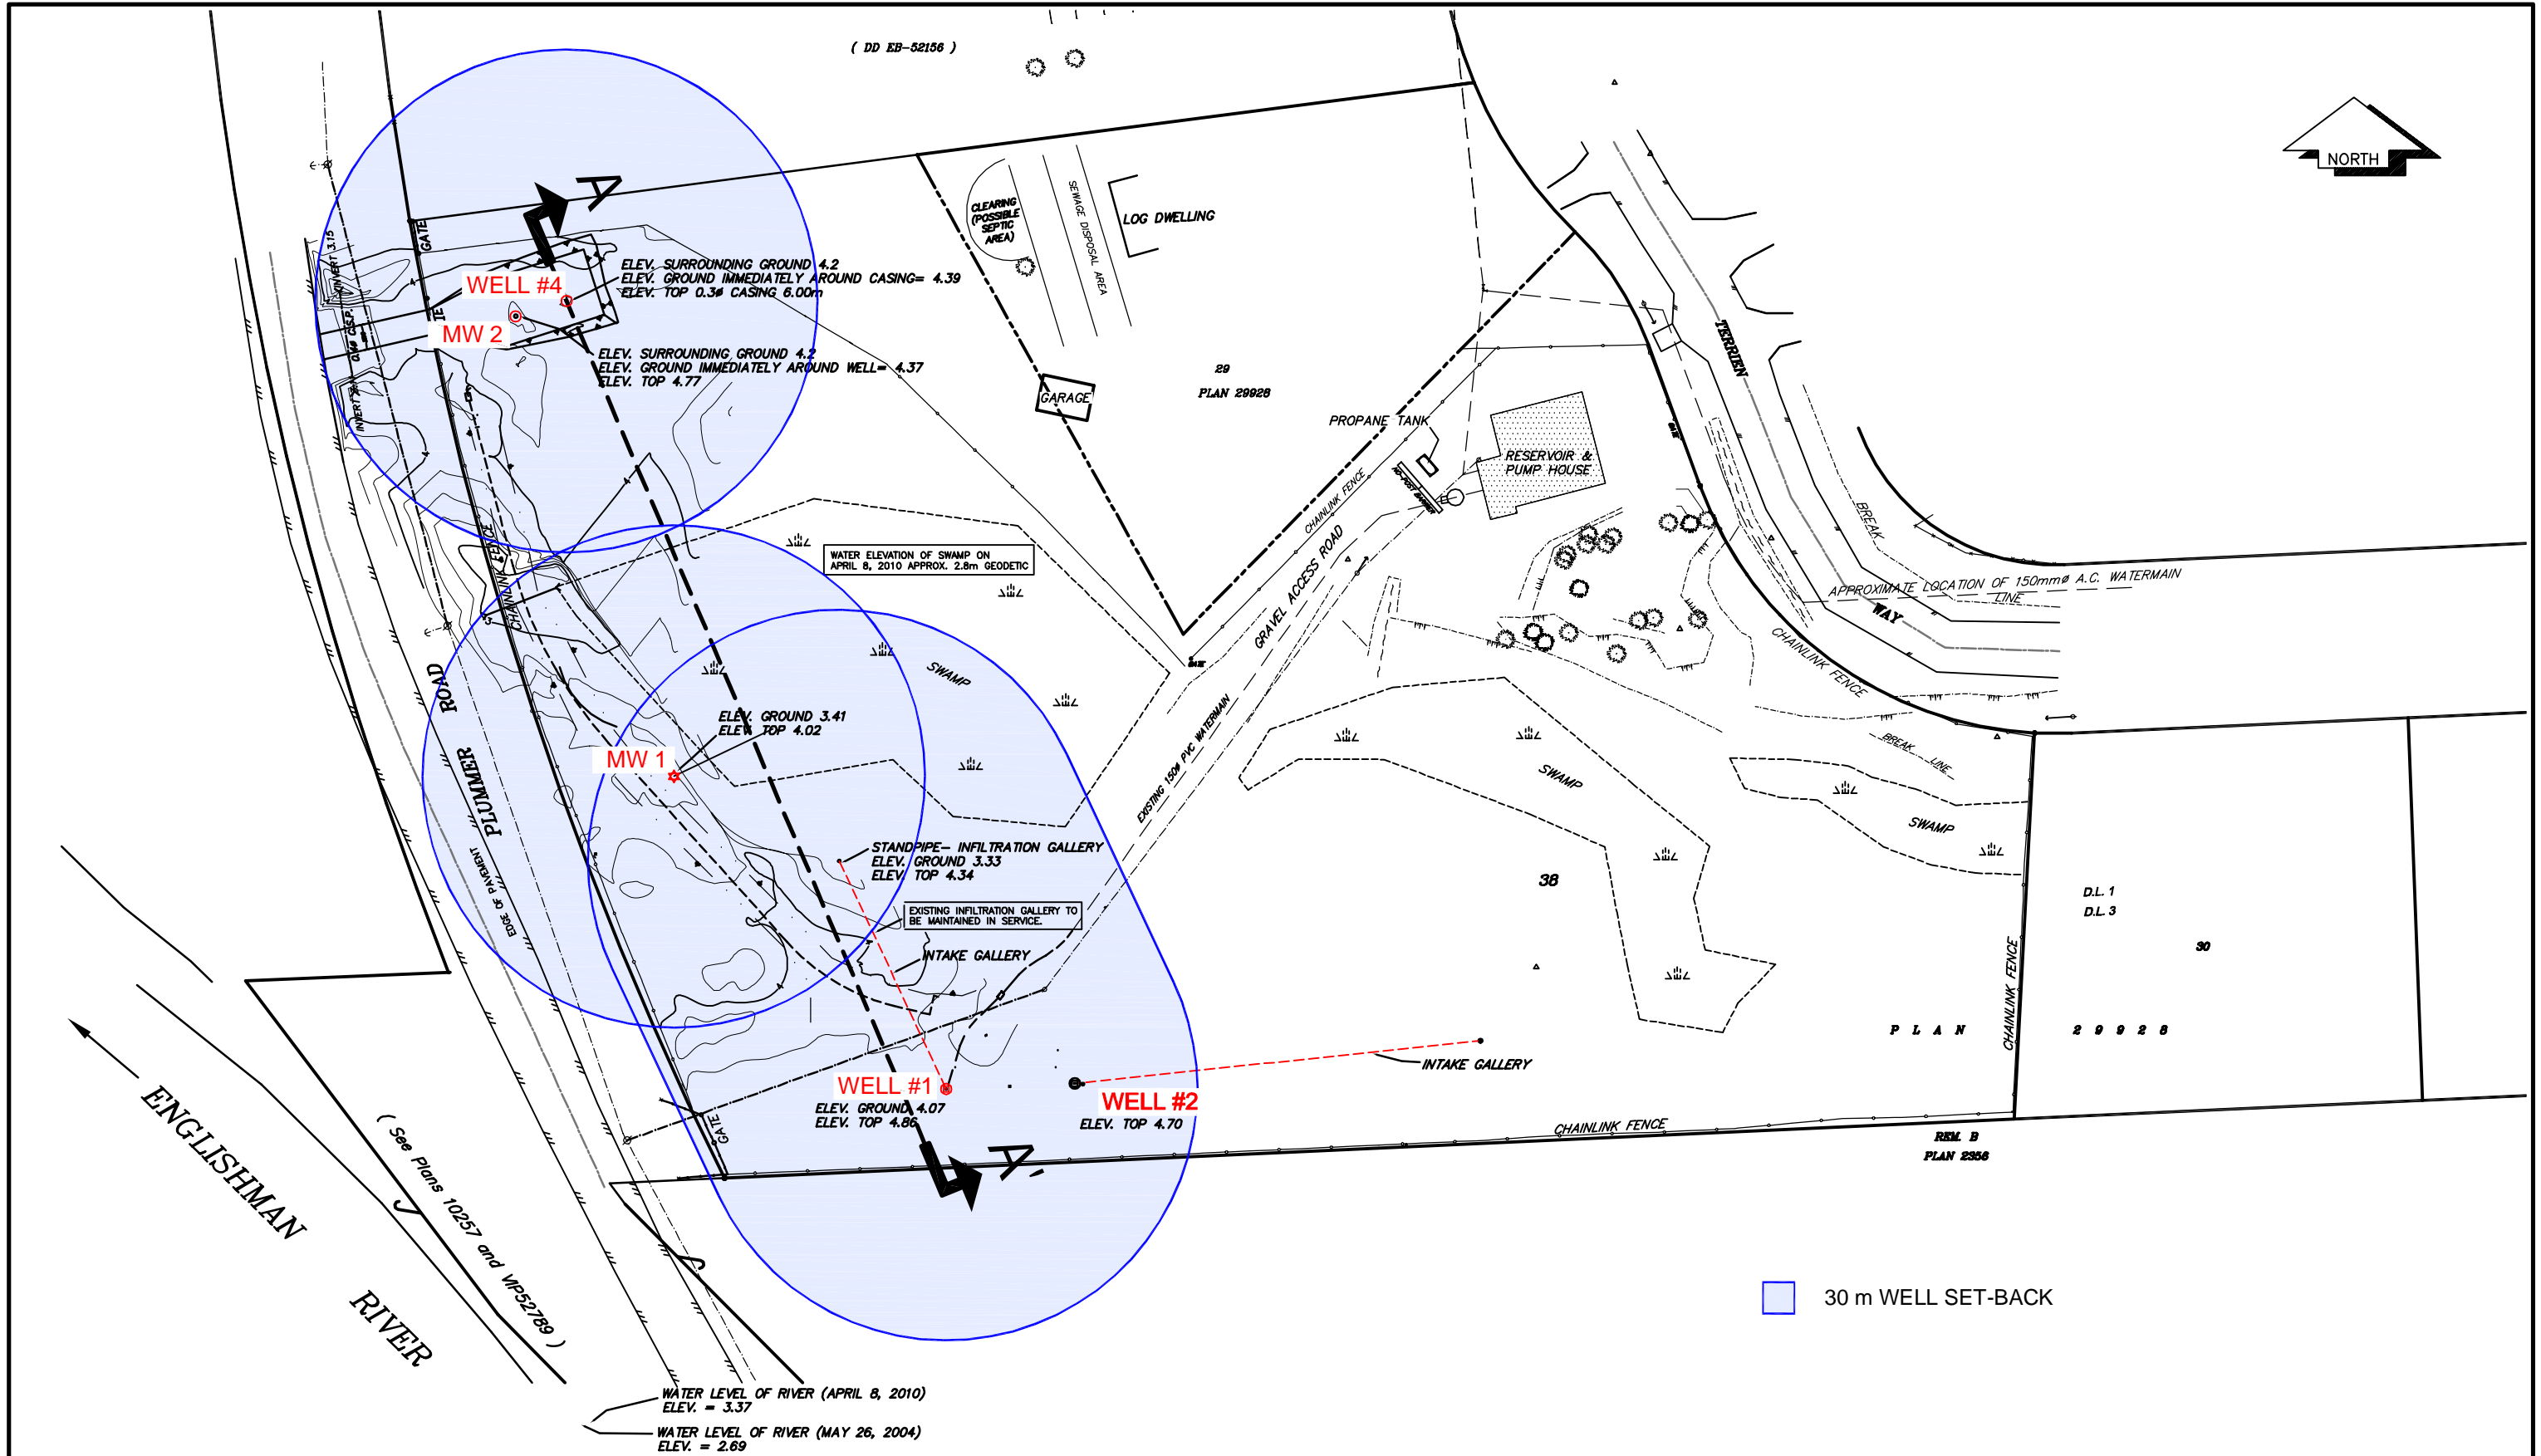 ( DD EB-52156 )
NORTH
A
GATE
CLEARING
(POSSIBLE
SEPTIC
AREA)
SEWAGE DISPOSAL AREA
LOG DWELLING
INVERT 3.15
WELL #4
ELEV. SURROUNDING GROUND 4.2
ELEV. GROUND IMMEDIATELY AROUND CASING= 4.39
ELEV. TOP 0.3ø CASING 6.00m
MW 2
ELEV. SURROUNDING GROUND 4.2
ELEV. GROUND IMMEDIATELY AROUND WELL= 4.37
ELEV. TOP 4.77
C.S.P.
INVERT
4
GARAGE
29
PLAN 29928
TERRIEN
PROPANE TANK
RESERVOIR &
PUMP HOUSE
CHAINLINK FENCE
GRAVEL ACCESS ROAD
BREAK
LINE
APPROXIMATE LOCATION OF 150mmø A.C. WATERMAIN
WAY
CHAINLINK FENCE
CHAINLINK FENCE
WATER ELEVATION OF SWAMP ON
APRIL 8, 2010 APPROX. 2.8m GEODETIC
3
SWAMP
PLUMMER ROAD
EDGE OF PAVEMENT
ELEV. GROUND 3.41
ELEV. TOP 4.02
MW 1
EXISTING 150ø PVC WATERMAIN
SWAMP
BREAK
LINE
SWAMP
STANDPIPE- INFILTRATION GALLERY
ELEV. GROUND 3.33
ELEV. TOP 4.34
38
D.L. 1
D.L. 3
30
EXISTING INFILTRATION GALLERY TO
BE MAINTAINED IN SERVICE.
INTAKE GALLERY
CHAINLINK FENCE
PLAN 29928
INTAKE GALLERY
WELL #1
ELEV. GROUND 4.07
ELEV. TOP 4.86
WELL #2
ELEV. TOP 4.70
GATE
CHAINLINK FENCE
REM. B
PLAN 2356
A'
ENGLISHMAN
RIVER
( See Plans 10257 and VIP52789 )
30 m WELL SET-BACK
WATER LEVEL OF RIVER (APRIL 8, 2010)
ELEV. = 3.37
WATER LEVEL OF RIVER (MAY 26, 2004)
ELEV. = 2.69